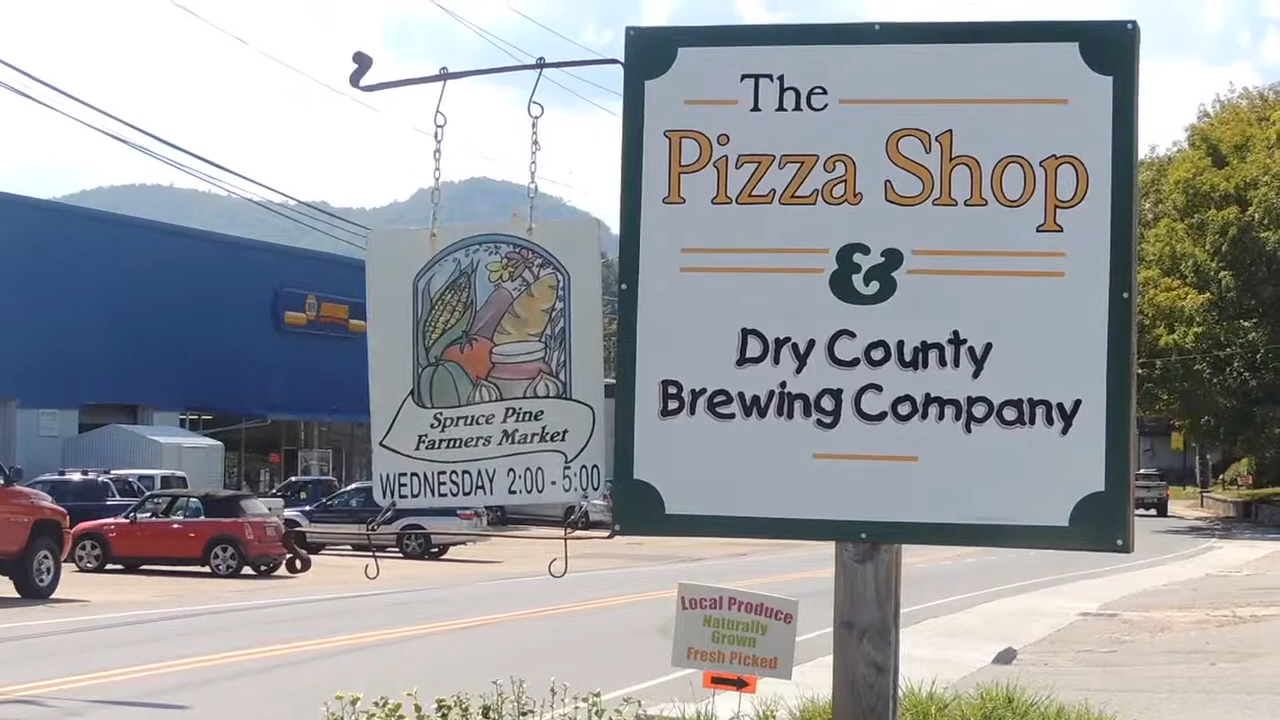 The
Pizza Shop
&
Dry County
Brewing Company
Spruce Pine
Farmers Market
WEDNESDAY 2:00 - 5:00
Local Produce
Naturally
Grown
Fresh Picked